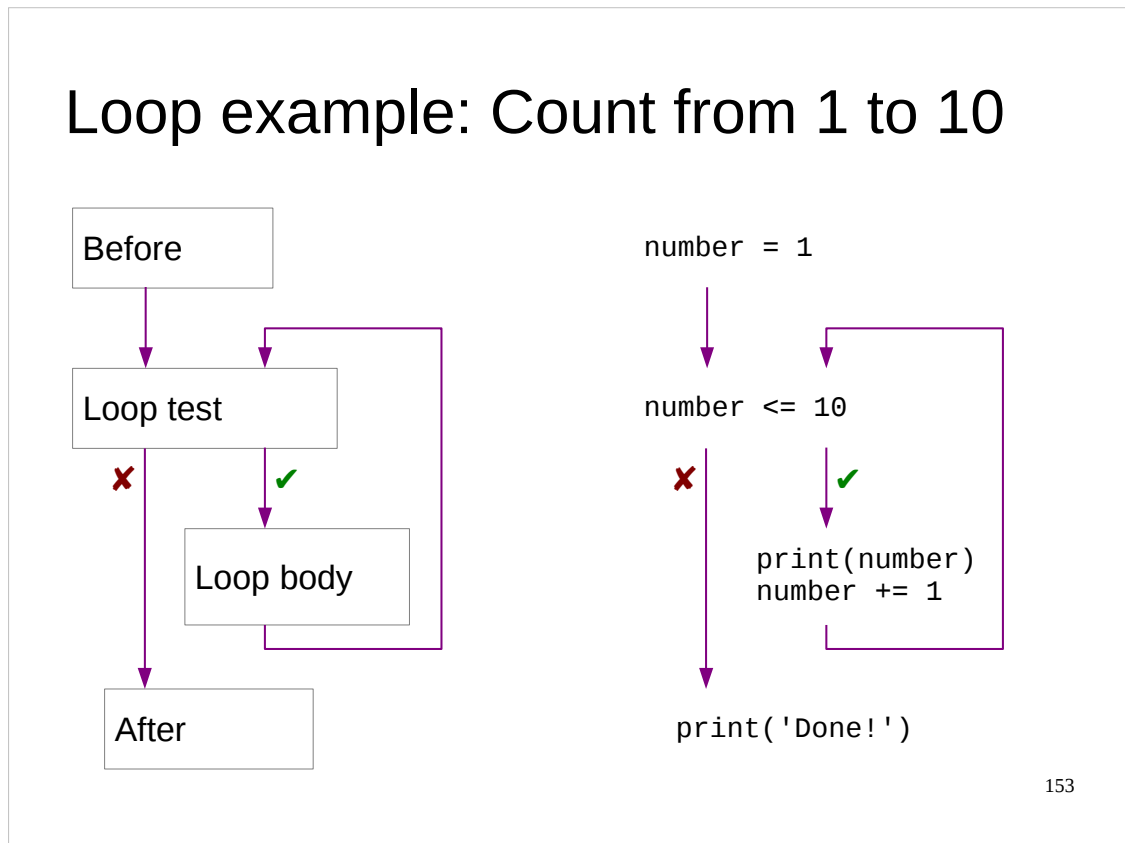 Loop example: Count from 1 to 10
Before
Loop test
✘
✔
Loop body
After
number = 1
number <= 10
✘
✔
print(number)
number += 1
print('Done!')
153